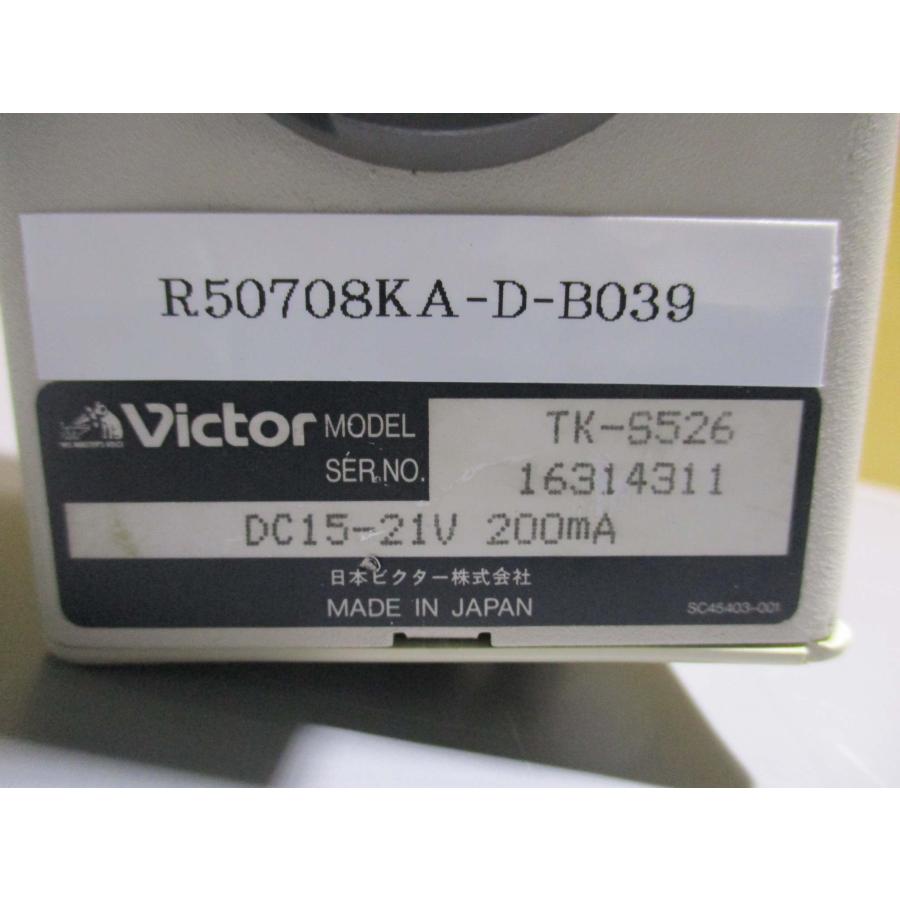 R50708KA-D-B039
Victor MODEL TK-S526
SER.NO. 16314311
DC15-21V 200mA
日本ビクター株式会社
MADE IN JAPAN
SC45403-001